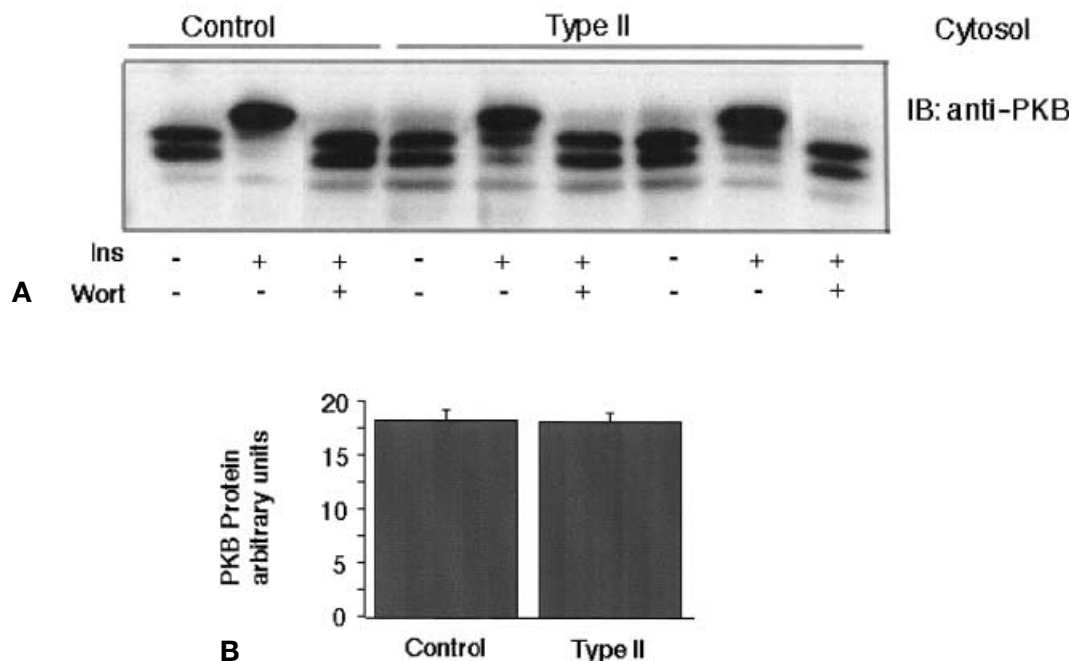 Control Type II Cytosol
IB: anti-PKB
Ins - + + - + + - + +
A Wort - - + - - + - - +
20
15
10
5
0
PKB Protein
arbitrary units
Control Type II
B